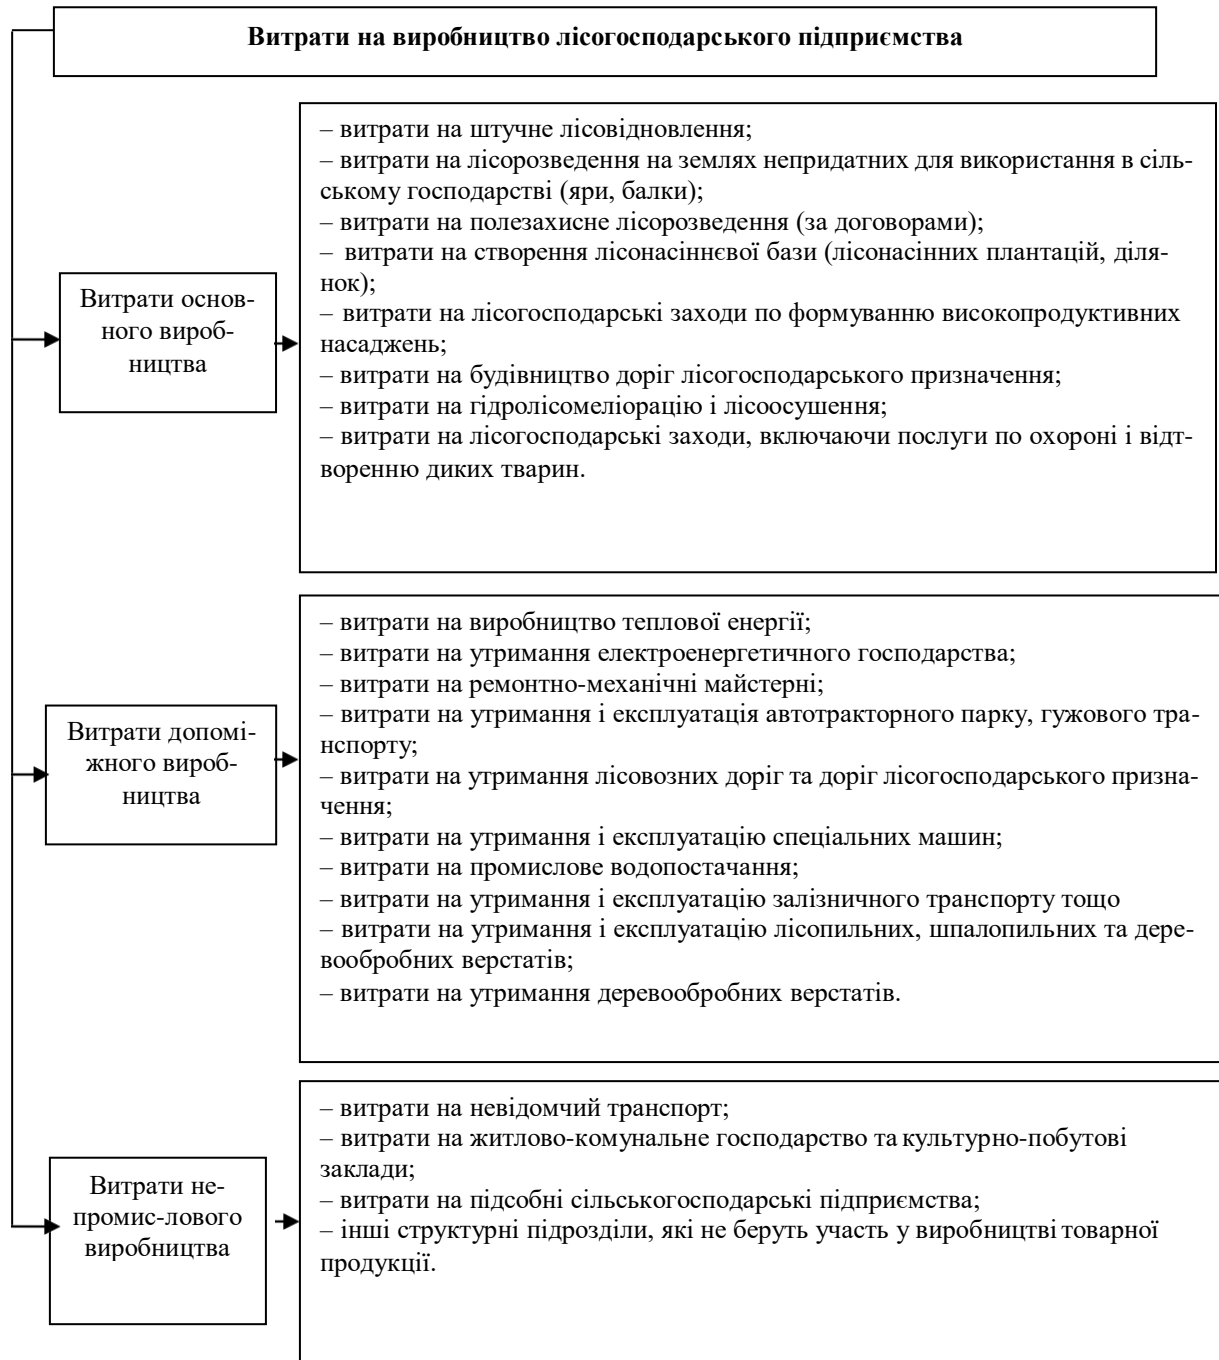 Витрати на виробництво лісогосподарського підприємства
Витрати основ-
ного вироб-
ництва
– витрати на штучне лісовідновлення;
– витрати на лісорозведення на землях непридатних для використання в сіль-
ському господарстві (яри, балки);
– витрати на полезахисне лісорозведення (за договорами);
– витрати на створення лісонасіннєвої бази (лісонасінних плантацій, діля-
нок);
– витрати на лісогосподарські заходи по формуванню високопродуктивних
насаджень;
– витрати на будівництво доріг лісогосподарського призначення;
– витрати на гідролісомеліорацію і лісоосушення;
– витрати на лісогосподарські заходи, включаючи послуги по охороні і відт-
воренню диких тварин.
Витрати допомі-
жного вироб-
ництва
– витрати на виробництво теплової енергії;
– витрати на утримання електроенергетичного господарства;
– витрати на ремонтно-механічні майстерні;
– витрати на утримання і експлуатація автотракторного парку, гужового тра-
нспорту;
– витрати на утримання лісовозних доріг та доріг лісогосподарського призна-
чення;
– витрати на утримання і експлуатацію спеціальних машин;
– витрати на промислове водопостачання;
– витрати на утримання і експлуатацію залізничного транспорту тощо
– витрати на утримання і експлуатацію лісопильних, шпалопильних та дере-
вообробних верстатів;
– витрати на утримання деревообробних верстатів.
Витрати не-
промис-лового
виробництва
– витрати на невідомчий транспорт;
– витрати на житлово-комунальне господарство та культурно-побутові
заклади;
– витрати на підсобні сільськогосподарські підприємства;
– інші структурні підрозділи, які не беруть участь у виробництві товарної
продукції.